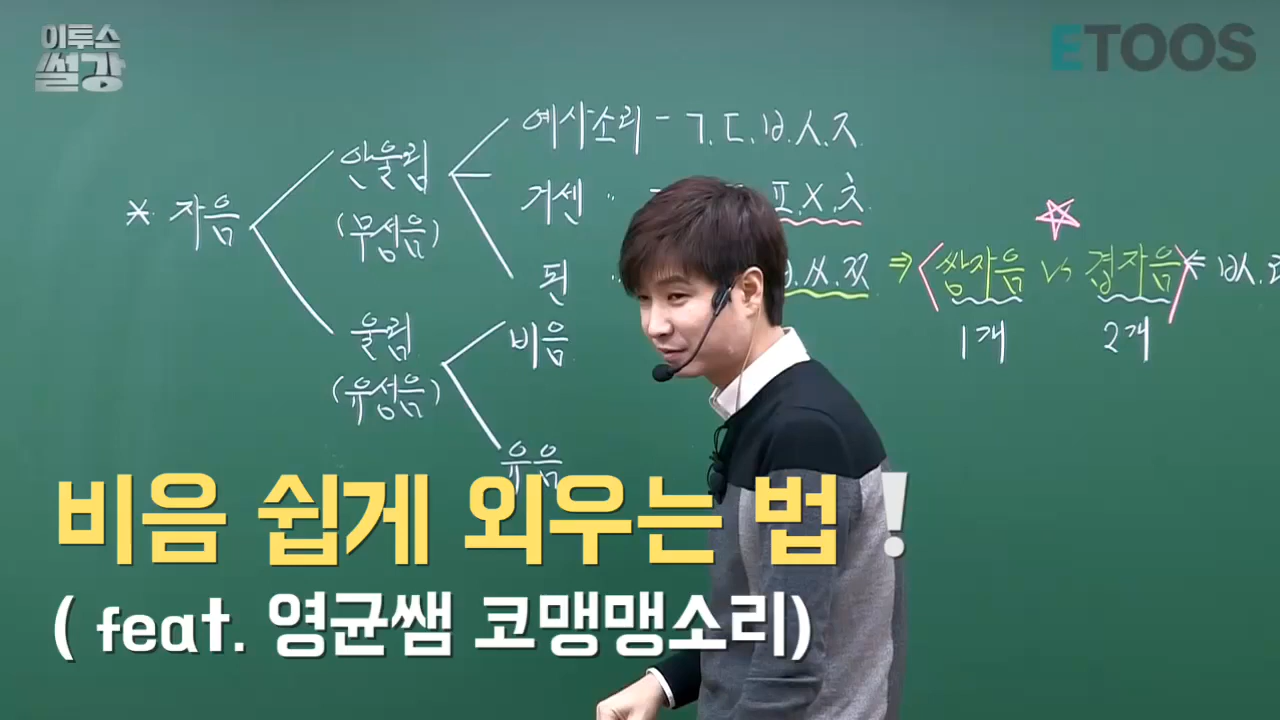 이투스
썰강
ETOOS
예사소리 - ㄱ.ㄷ.ㅂ.ㅅ.ㅈ
안울림
(무성음)
거센 〃 ㅍ.ㅊ
* 자음
된 〃 ㅆ.ㅉ ⇒ 쌍자음 vs 겹자음
1개 2개
울림
(유성음)
비음
유음
비음 쉽게 외우는 법!
( feat. 영균쌤 코맹맹소리)